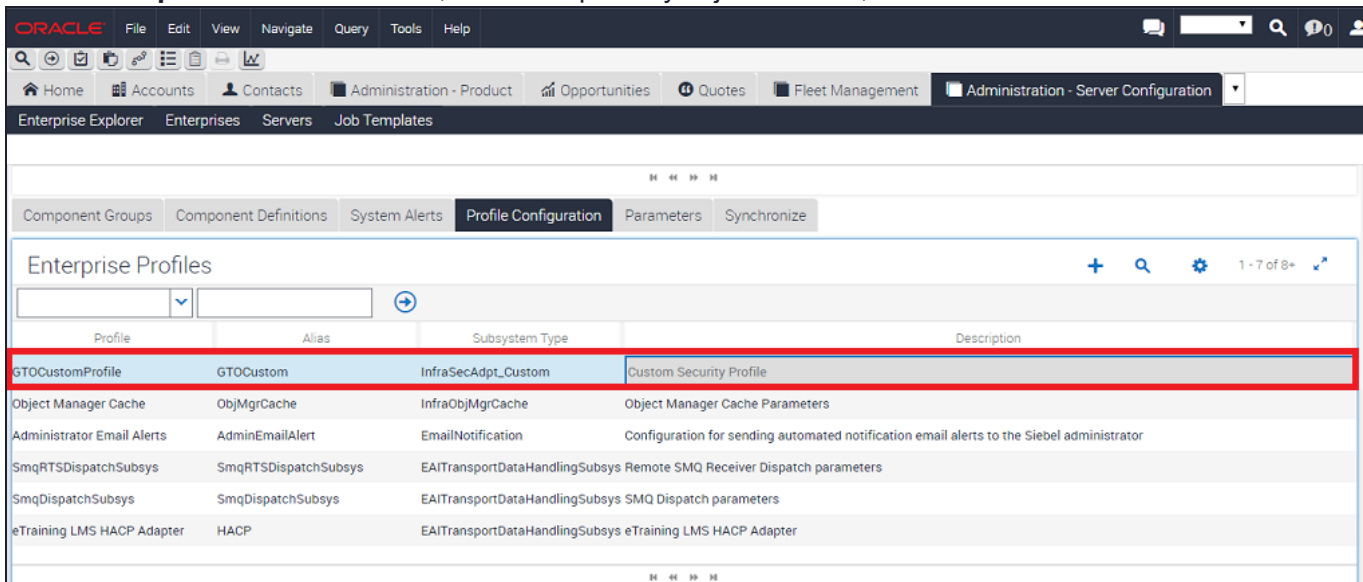 ORACLE File Edit View Navigate Query Tools Help 0
Home Accounts Contacts Administration - Product Opportunities Quotes Fleet Management Administration - Server Configuration
Enterprise Explorer Enterprises Servers Job Templates
Component Groups Component Definitions System Alerts Profile Configuration Parameters Synchronize
Enterprise Profiles 1 - 7 of 8+
Profile Alias Subsystem Type Description
GTOCustomProfile GTOCustom InfraSecAdpt_Custom Custom Security Profile
Object Manager Cache ObjMgrCache InfraObjMgrCache Object Manager Cache Parameters
Administrator Email Alerts AdminEmailAlert EmailNotification Configuration for sending automated notification email alerts to the Siebel administrator
SmqRTSDispatchSubsys SmqRTSDispatchSubsys EAITransportDataHandlingSubsys Remote SMQ Receiver Dispatch parameters
SmqDispatchSubsys SmqDispatchSubsys EAITransportDataHandlingSubsys SMQ Dispatch parameters
eTraining LMS HACP Adapter HACP EAITransportDataHandlingSubsys eTraining LMS HACP Adapter